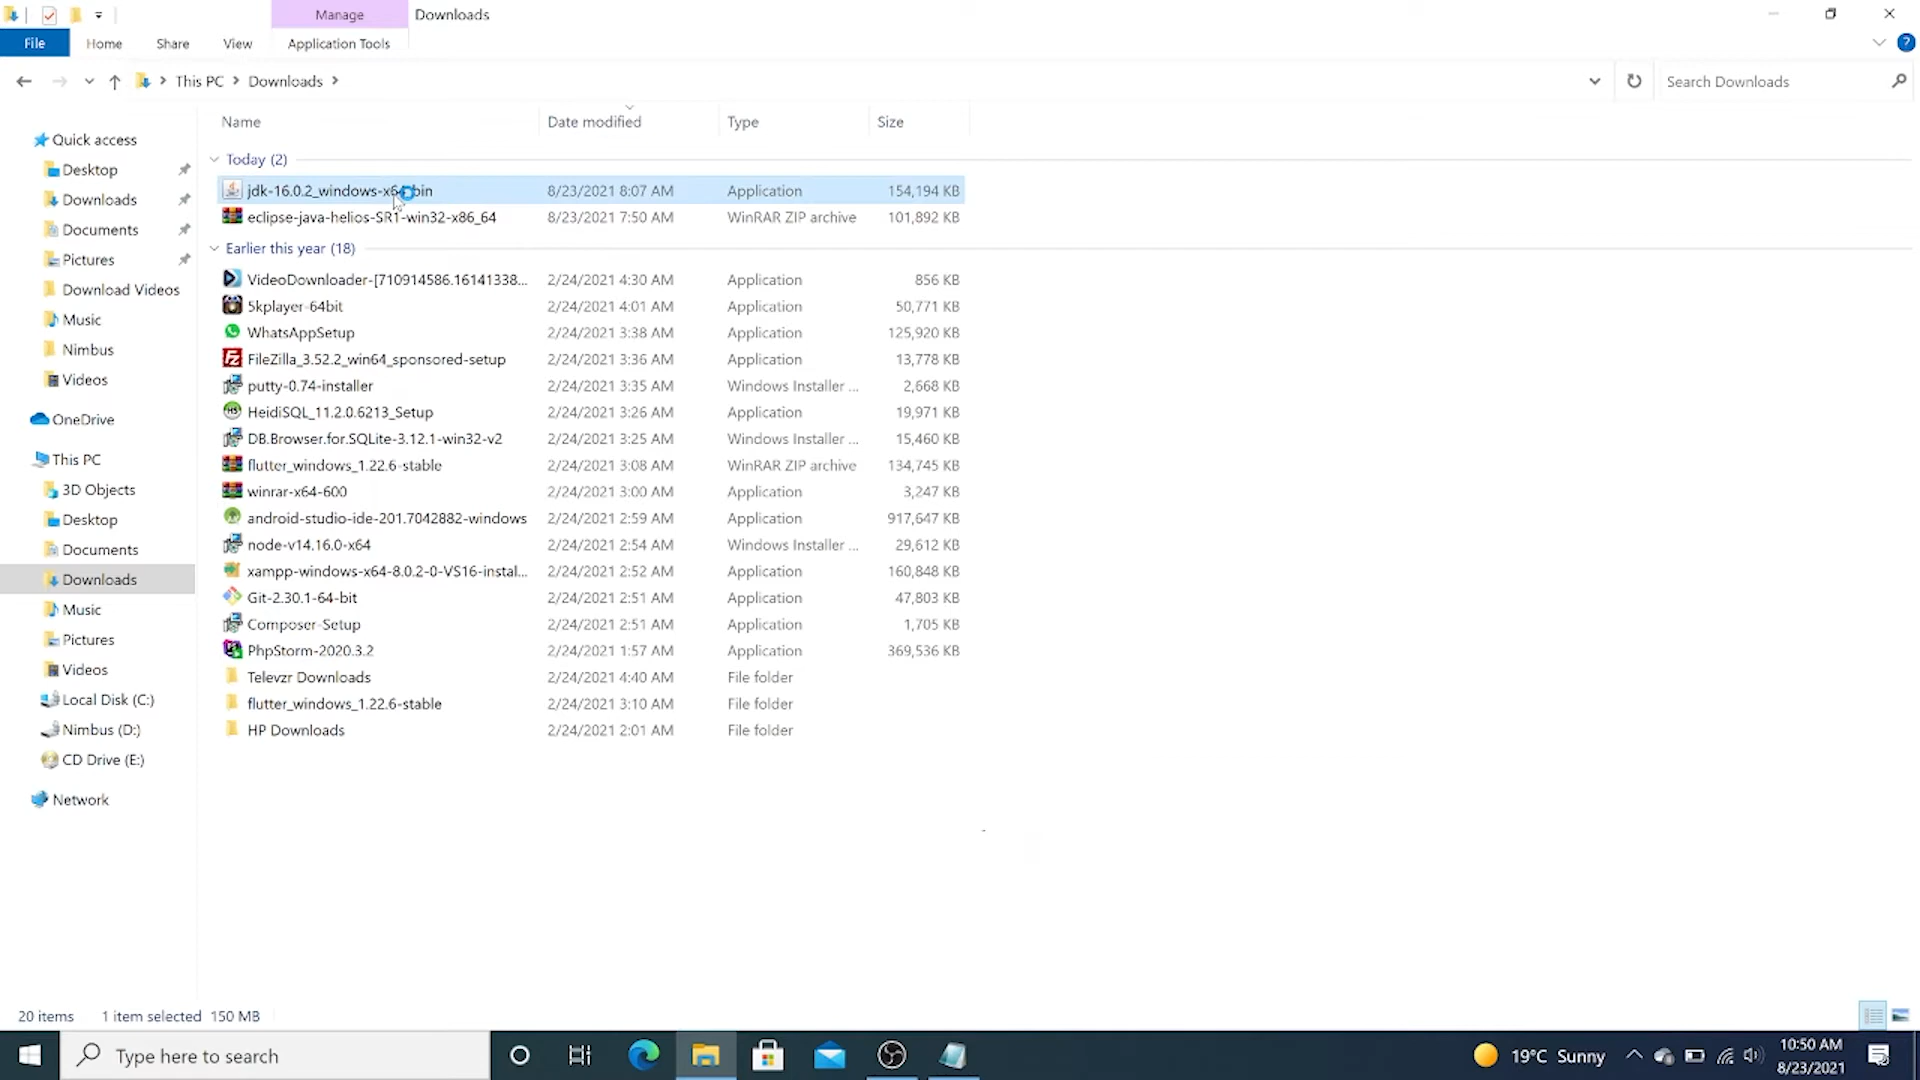 Manage
Downloads
File
Home
Share
View
Application Tools
This PC
Downloads
Search Downloads
Name
Date modified
Type
Size
Quick access
Desktop
Downloads
Documents
Pictures
Download Videos
Music
Nimbus
Videos
OneDrive
This PC
3D Objects
Desktop
Documents
Downloads
Music
Pictures
Videos
Local Disk (C:)
Nimbus (D:)
CD Drive (E:)
Network
Today (2)
jdk-16.0.2_windows-x64_bin 8/23/2021 8:07 AM Application 154,194 KB
eclipse-java-helios-SR1-win32-x86_64 8/23/2021 7:50 AM WinRAR ZIP archive 101,892 KB
Earlier this year (18)
VideoDownloader-[710914586.16141338... 2/24/2021 4:30 AM Application 856 KB
5kplayer-64bit 2/24/2021 4:01 AM Application 50,771 KB
WhatsAppSetup 2/24/2021 3:38 AM Application 125,920 KB
FileZilla_3.52.2_win64_sponsored-setup 2/24/2021 3:36 AM Application 13,778 KB
putty-0.74-installer 2/24/2021 3:35 AM Windows Installer ... 2,668 KB
HeidiSQL_11.2.0.6213_Setup 2/24/2021 3:26 AM Application 19,971 KB
DB.Browser.for.SQLite-3.12.1-win32-v2 2/24/2021 3:25 AM Windows Installer ... 15,460 KB
flutter_windows_1.22.6-stable 2/24/2021 3:08 AM WinRAR ZIP archive 134,745 KB
winrar-x64-600 2/24/2021 3:00 AM Application 3,247 KB
android-studio-ide-201.7042882-windows 2/24/2021 2:59 AM Application 917,647 KB
node-v14.16.0-x64 2/24/2021 2:54 AM Windows Installer ... 29,612 KB
xampp-windows-x64-8.0.2-0-VS16-instal... 2/24/2021 2:52 AM Application 160,848 KB
Git-2.30.1-64-bit 2/24/2021 2:51 AM Application 47,803 KB
Composer-Setup 2/24/2021 2:51 AM Application 1,705 KB
PhpStorm-2020.3.2 2/24/2021 1:57 AM Application 369,536 KB
Televzr Downloads 2/24/2021 4:40 AM File folder
flutter_windows_1.22.6-stable 2/24/2021 3:10 AM File folder
HP Downloads 2/24/2021 2:01 AM File folder
20 items 1 item selected 150 MB
Type here to search
19°C Sunny
10:50 AM
8/23/2021